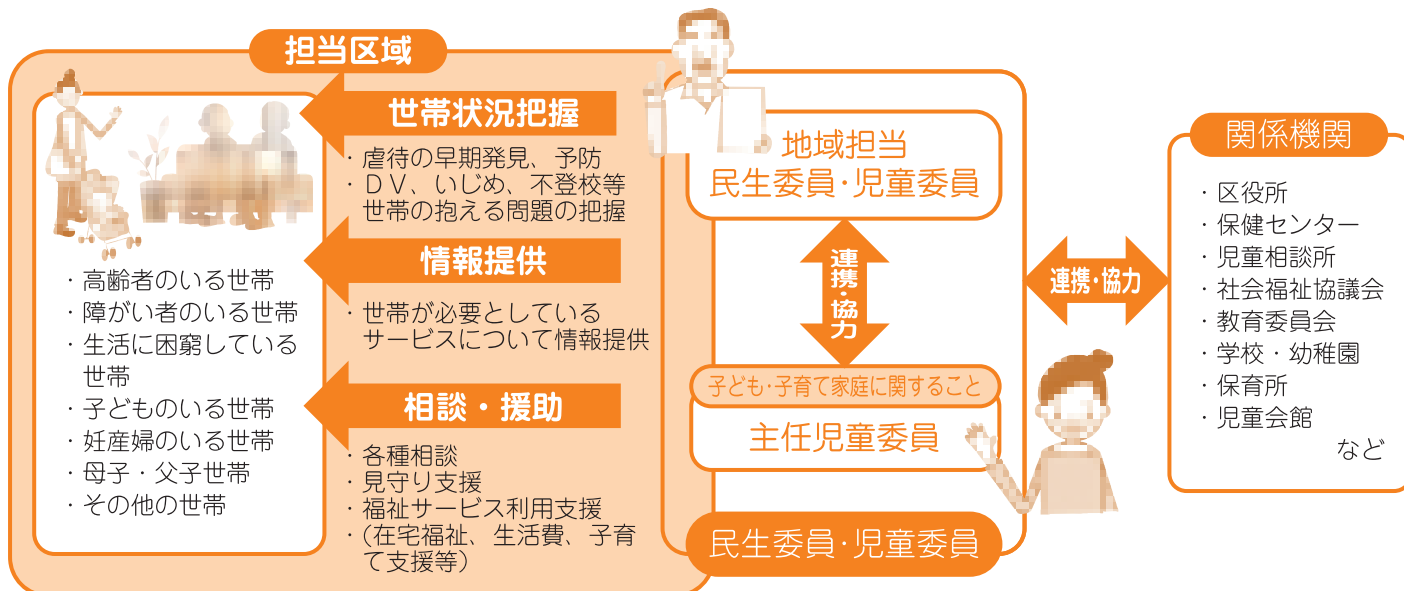 担当区域
・高齢者のいる世帯
・障がい者のいる世帯
・生活に困窮している
世帯
・子どものいる世帯
・妊産婦のいる世帯
・母子・父子世帯
・その他の世帯
世帯状況把握
・虐待の早期発見、予防
・ＤＶ、いじめ、不登校等
世帯の抱える問題の把握
情報提供
・世帯が必要としている
サービスについて情報提供
相談・援助
・各種相談
・見守り支援
・福祉サービス利用支援
・(在宅福祉、生活費、子育
て支援等)
地域担当
民生委員・児童委員
連携・協力
子ども・子育て家庭に関すること
主任児童委員
民生委員・児童委員
連携・協力
関係機関
・区役所
・保健センター
・児童相談所
・社会福祉協議会
・教育委員会
・学校・幼稚園
・保育所
・児童会館
など